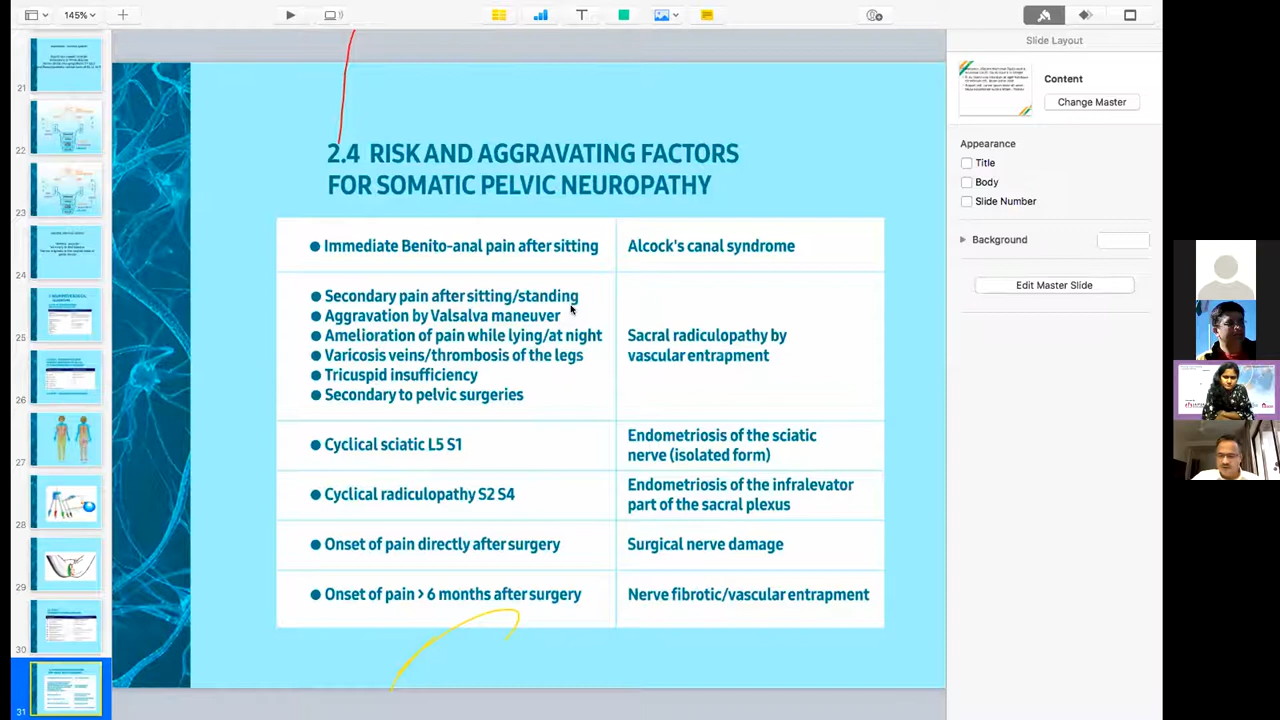 145%
Slide Layout
Content
Change Master
Appearance
Title
Body
Slide Number
Background
Edit Master Slide
21
22
23
24
25
26
27
28
29
30
31
2.4 RISK AND AGGRAVATING FACTORS
FOR SOMATIC PELVIC NEUROPATHY
● Immediate Benito-anal pain after sitting
Alcock's canal syndrome
● Secondary pain after sitting/standing
● Aggravation by Valsalva maneuver
● Amelioration of pain while lying/at night
● Varicosis veins/thrombosis of the legs
● Tricuspid insufficiency
● Secondary to pelvic surgeries
Sacral radiculopathy by
vascular entrapment
● Cyclical sciatic L5 S1
Endometriosis of the sciatic
nerve (isolated form)
● Cyclical radiculopathy S2 S4
Endometriosis of the infralevator
part of the sacral plexus
● Onset of pain directly after surgery
Surgical nerve damage
● Onset of pain > 6 months after surgery
Nerve fibrotic/vascular entrapment